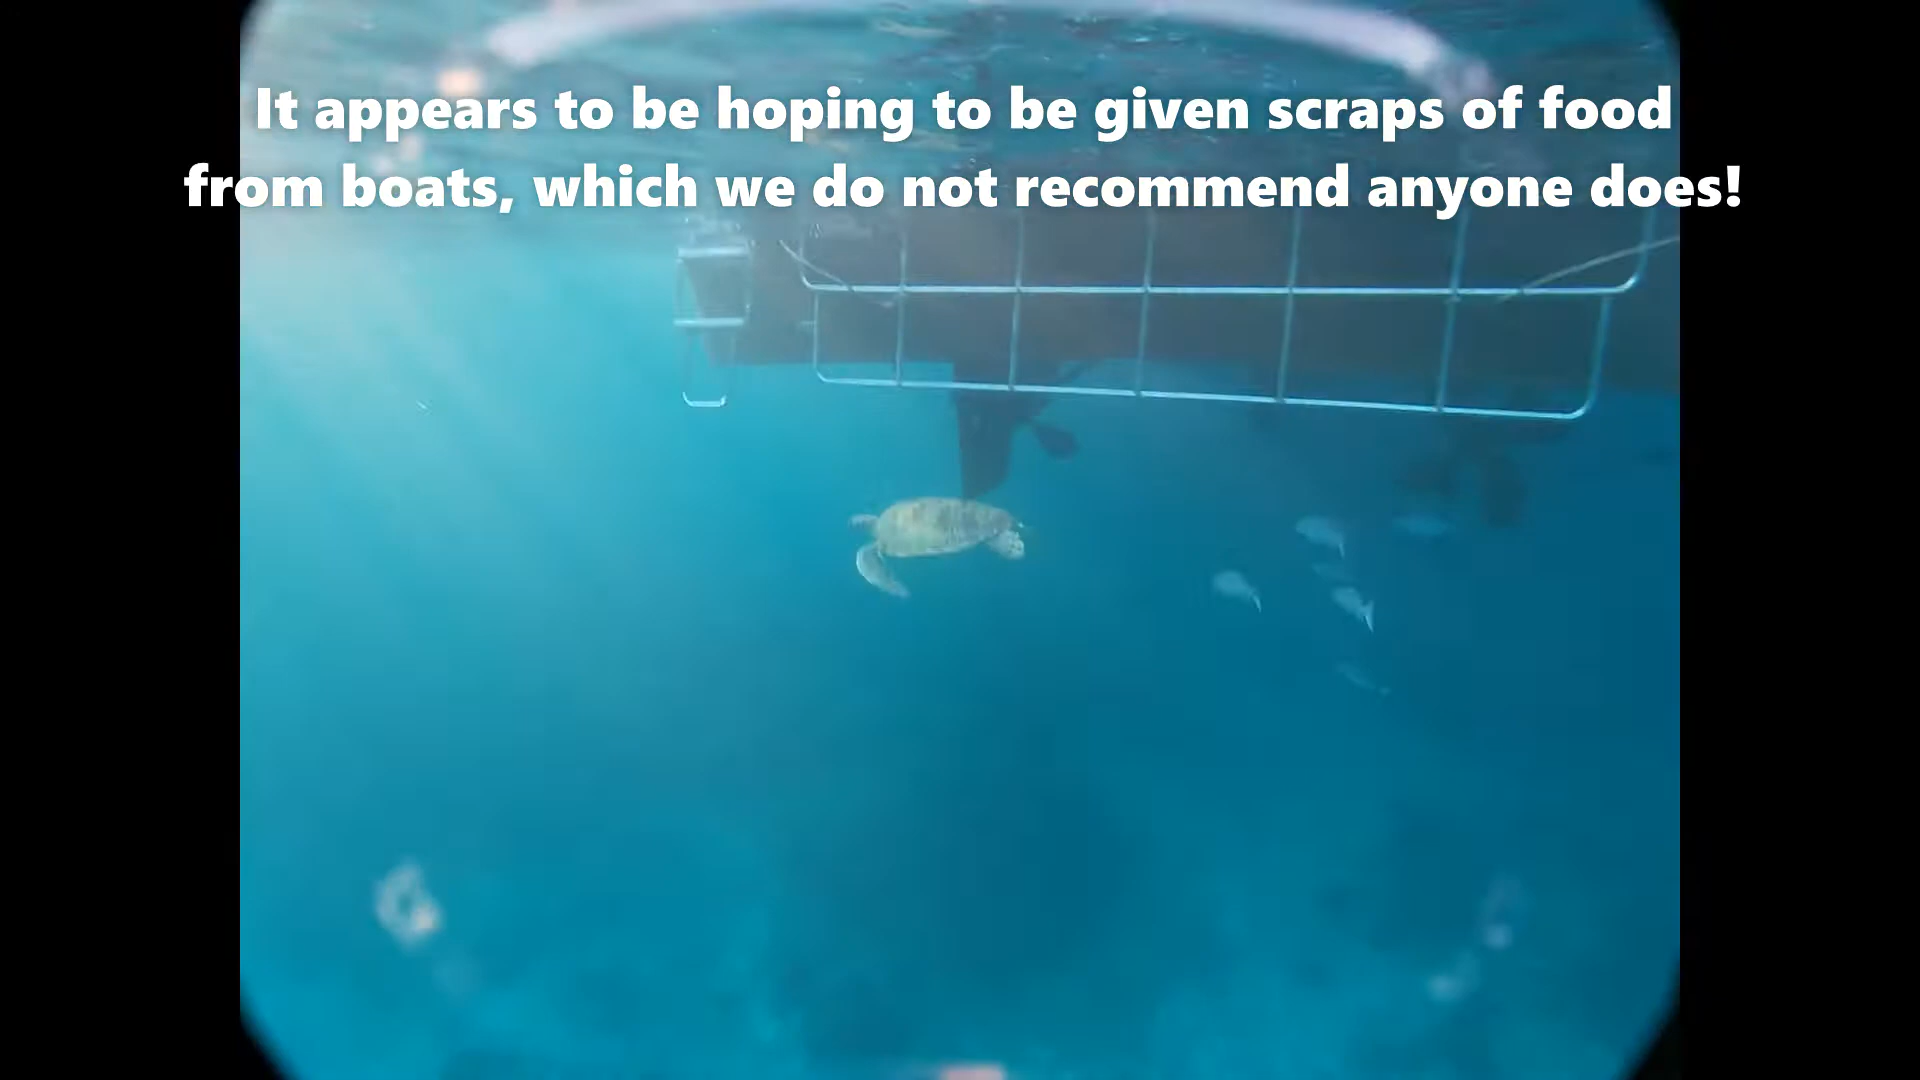 It appears to be hoping to be given scraps of food
from boats, which we do not recommend anyone does!